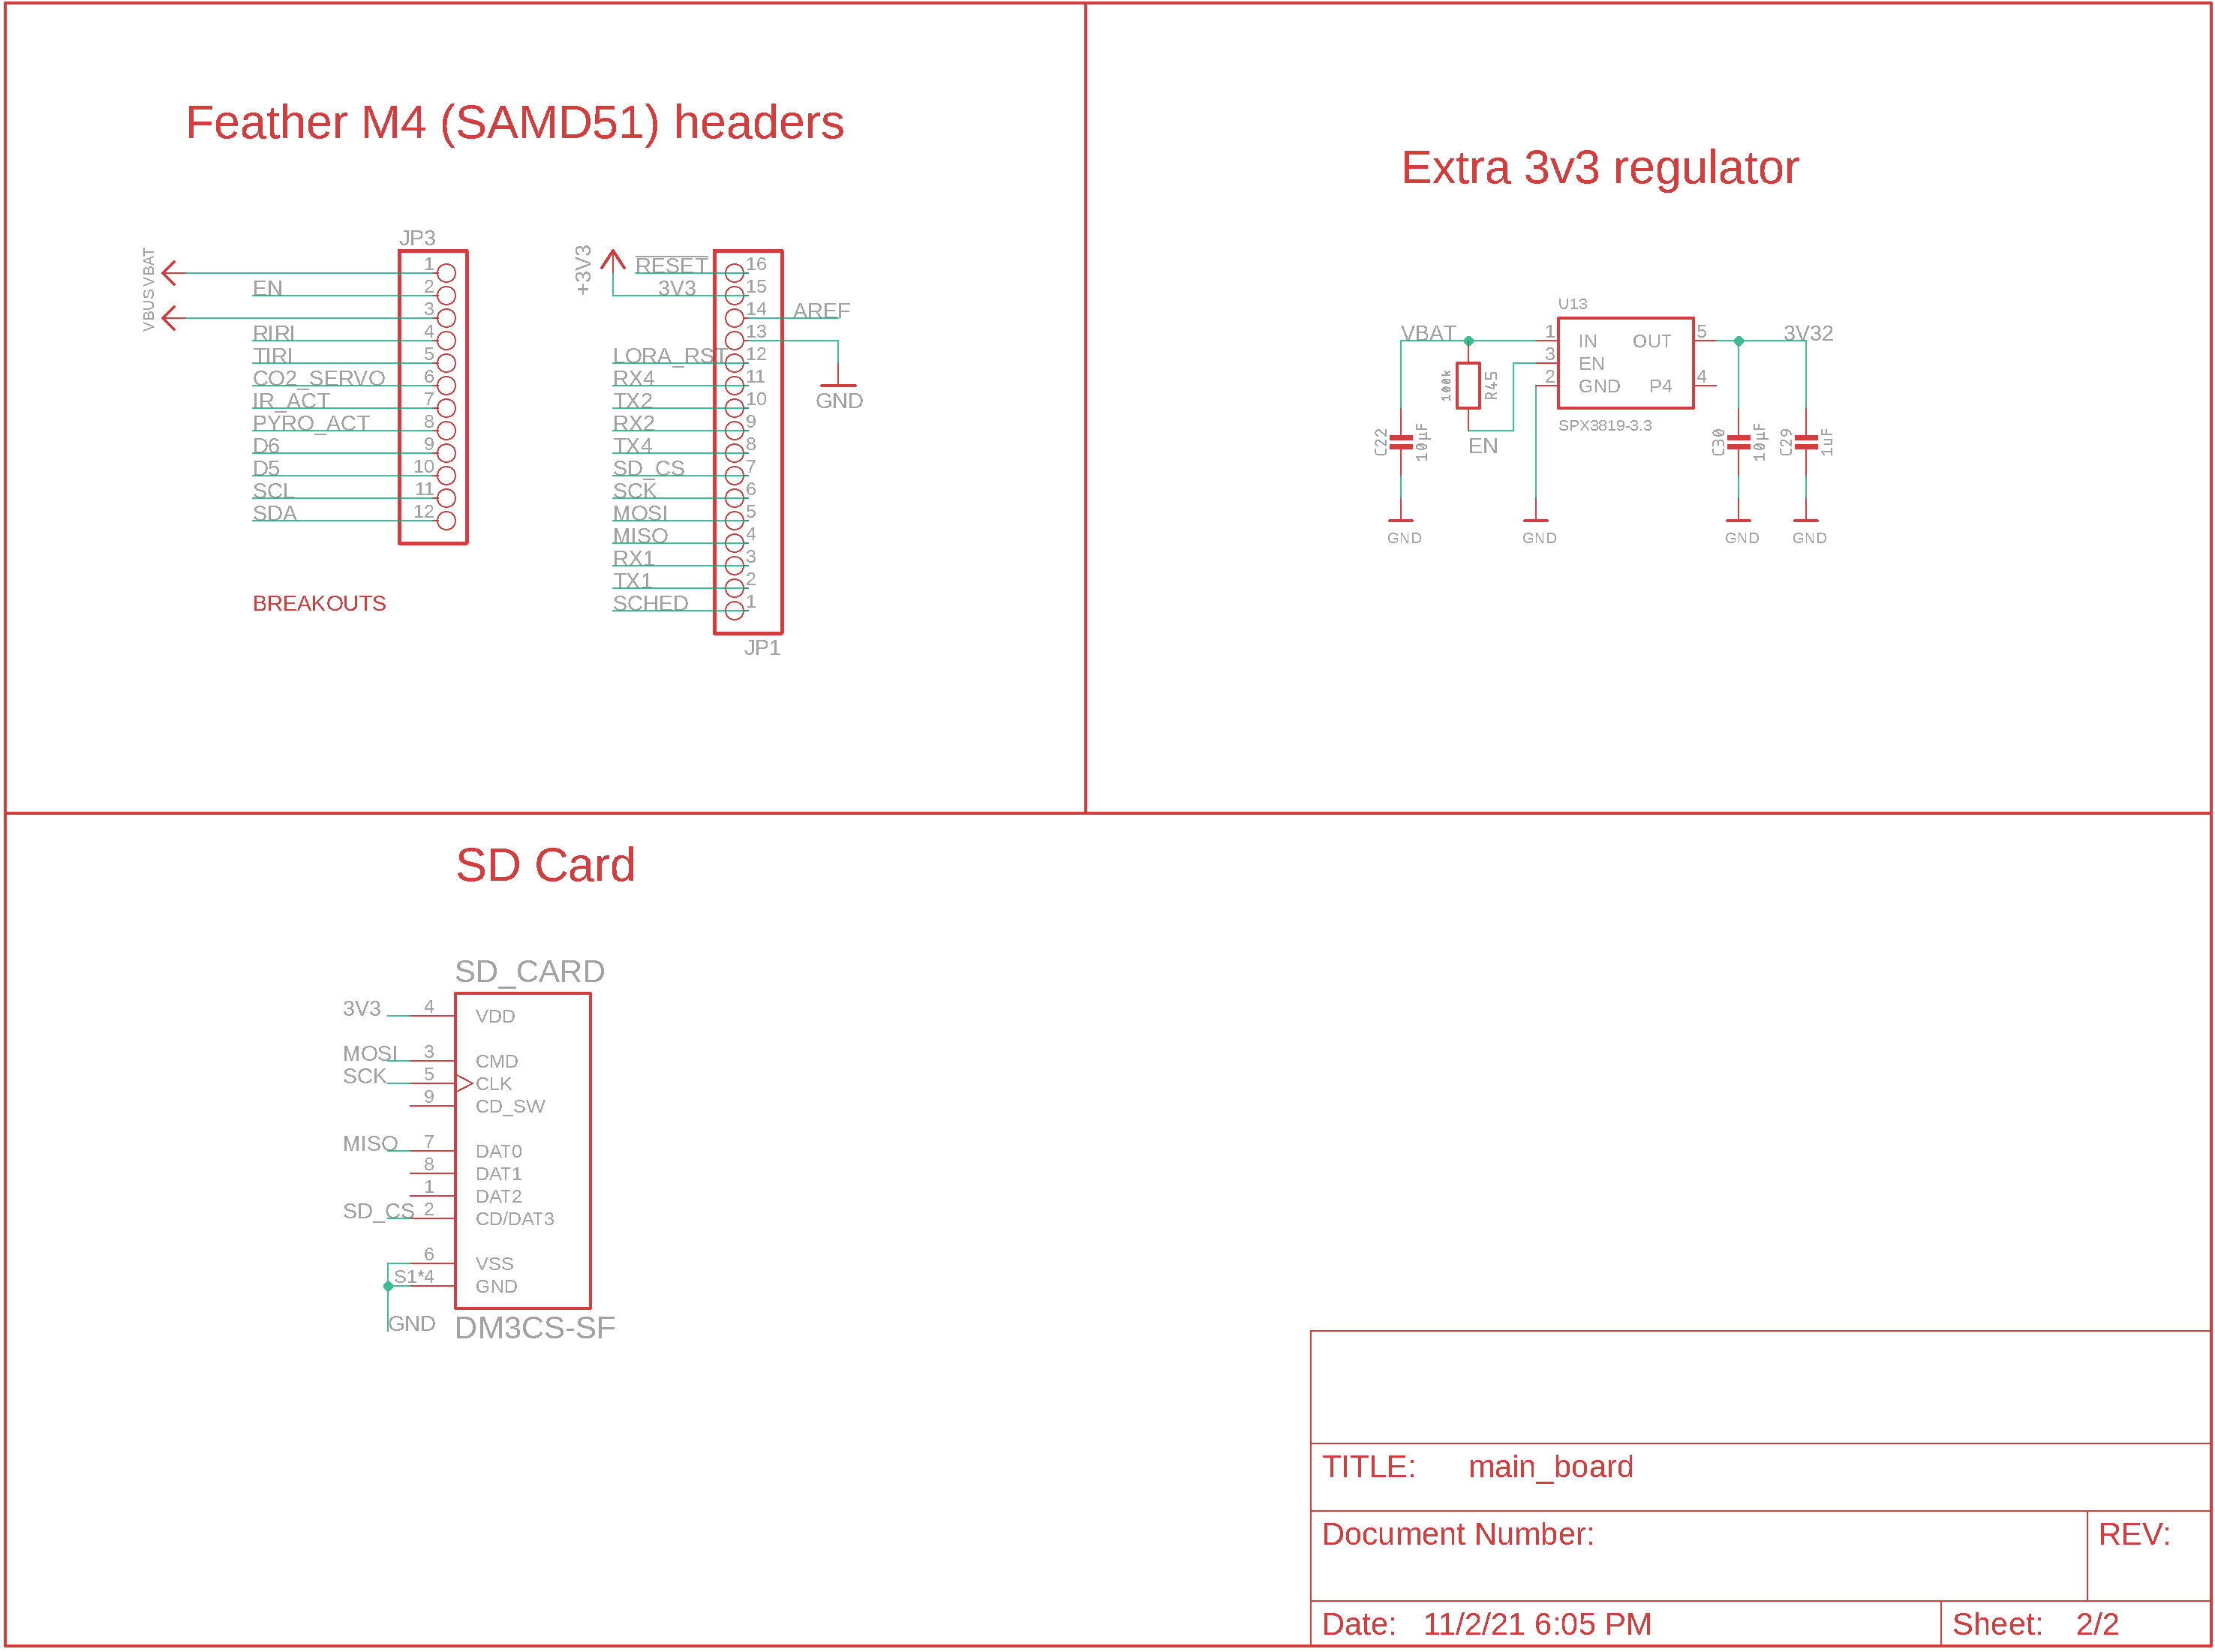 Feather M4 (SAMD51) headers
JP3
VBAT
VBUS
1
EN 2
3
RIRI 4
TIRI 5
CO2_SERVO 6
IR_ACT 7
PYRO_ACT 8
D6 9
D5 10
SCL 11
SDA 12
BREAKOUTS
+3V3
RESET 16
3V3 15
14 AREF
13
GND
LORA_RST 12
RX4 11
TX2 10
RX2 9
TX4 8
SD_CS 7
SCK 6
MOSI 5
MISO 4
RX1 3
TX1 2
SCHED 1
JP1
Extra 3v3 regulator
U13
VBAT 1 IN OUT 5 3V32
3 EN
2 GND P4 4
SPX3819-3.3
100k
R45
EN
C22
10µF
C30
10µF
C29
1uF
GND GND GND GND
SD Card
SD_CARD
3V3 4 VDD
MOSI 3 CMD
SCK 5 CLK
9 CD_SW
MISO 7 DAT0
8 DAT1
1 DAT2
SD_CS 2 CD/DAT3
6 VSS
S1*4 GND
GND
DM3CS-SF
TITLE: main_board
Document Number:
REV:
Date: 11/2/21 6:05 PM
Sheet: 2/2